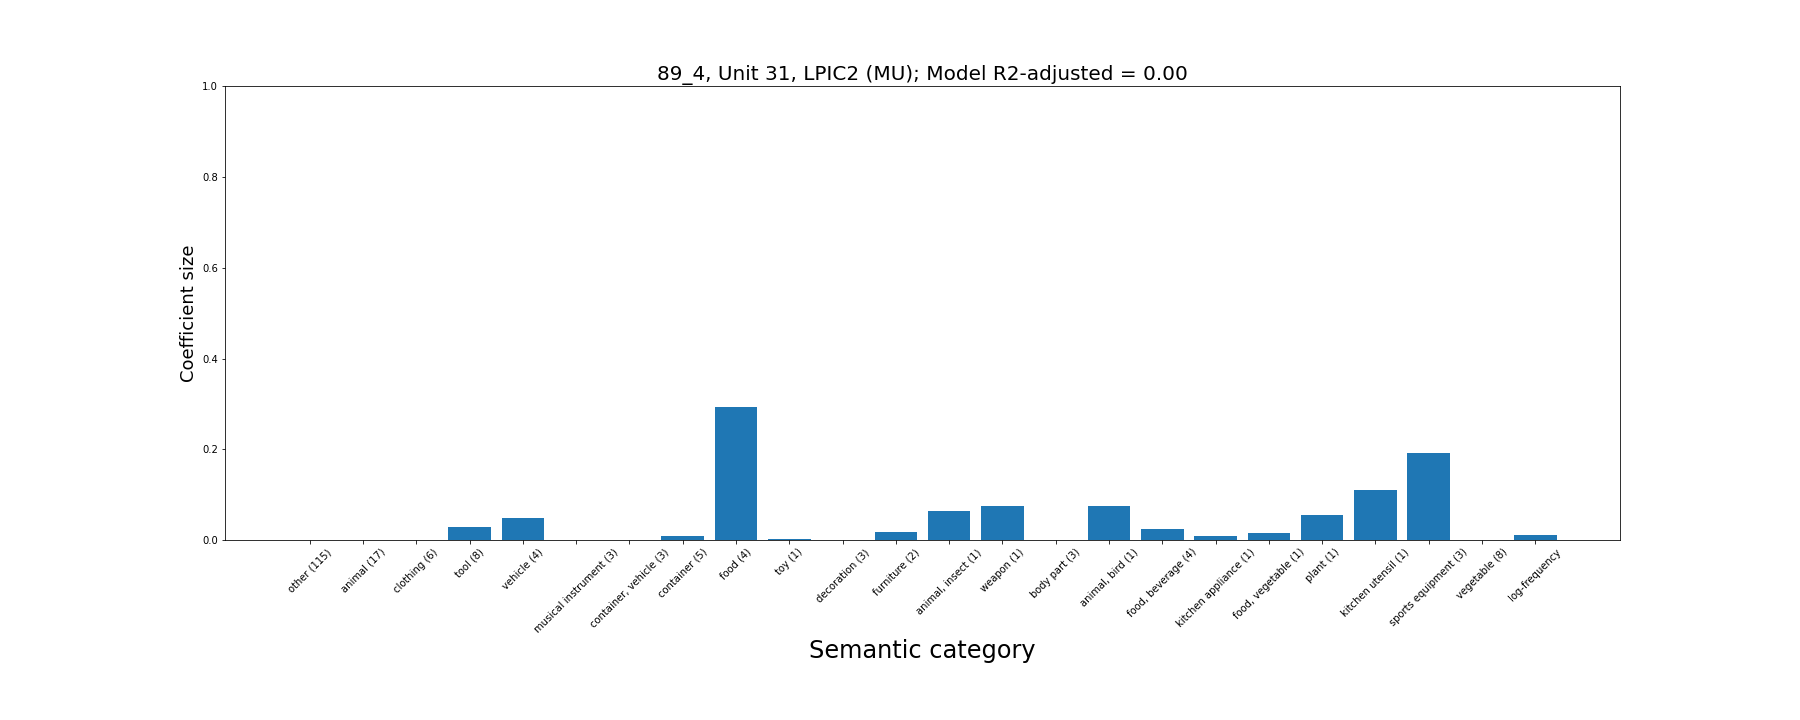 89_4, Unit 31, LPIC2 (MU); Model R2-adjusted = 0.00
Coefficient size
1.0
0.8
0.6
0.4
0.2
0.0
other (115)
animal (17)
clothing (6)
tool (8)
vehicle (4)
musical instrument (3)
container, vehicle (3)
container (5)
food (4)
toy (1)
decoration (3)
furniture (2)
animal, insect (1)
weapon (1)
body part (3)
animal, bird (1)
food, beverage (4)
kitchen appliance (1)
food, vegetable (1)
plant (1)
kitchen utensil (1)
sports equipment (3)
vegetable (8)
log-frequency
Semantic category